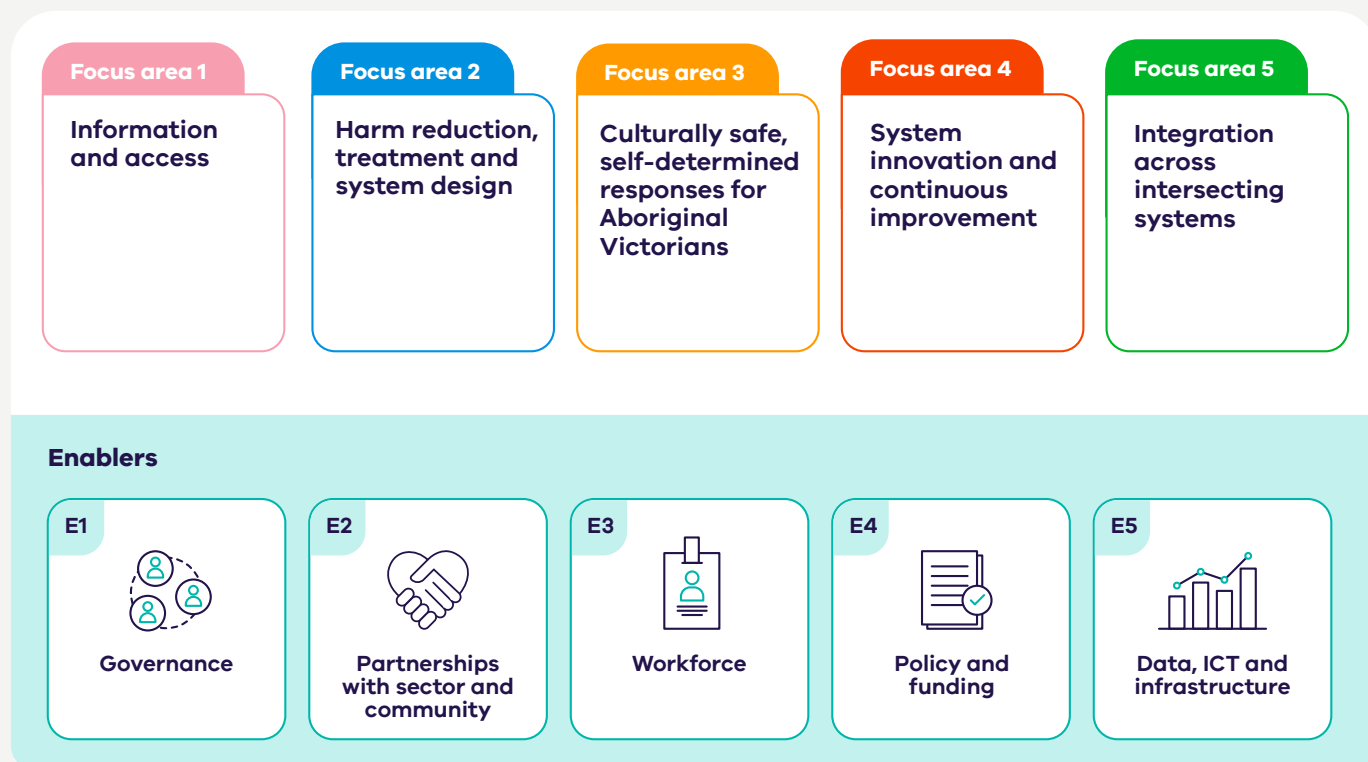 Focus area 1
Information
and access
Focus area 2
Harm reduction,
treatment and
system design
Focus area 3
Culturally safe,
self-determined
responses for
Aboriginal
Victorians
Focus area 4
System
innovation and
continuous
improvement
Focus area 5
Integration
across
intersecting
systems
Enablers
E1
Governance
E2
Partnerships
with sector and
community
E3
Workforce
E4
Policy and
funding
E5
Data, ICT and
infrastructure